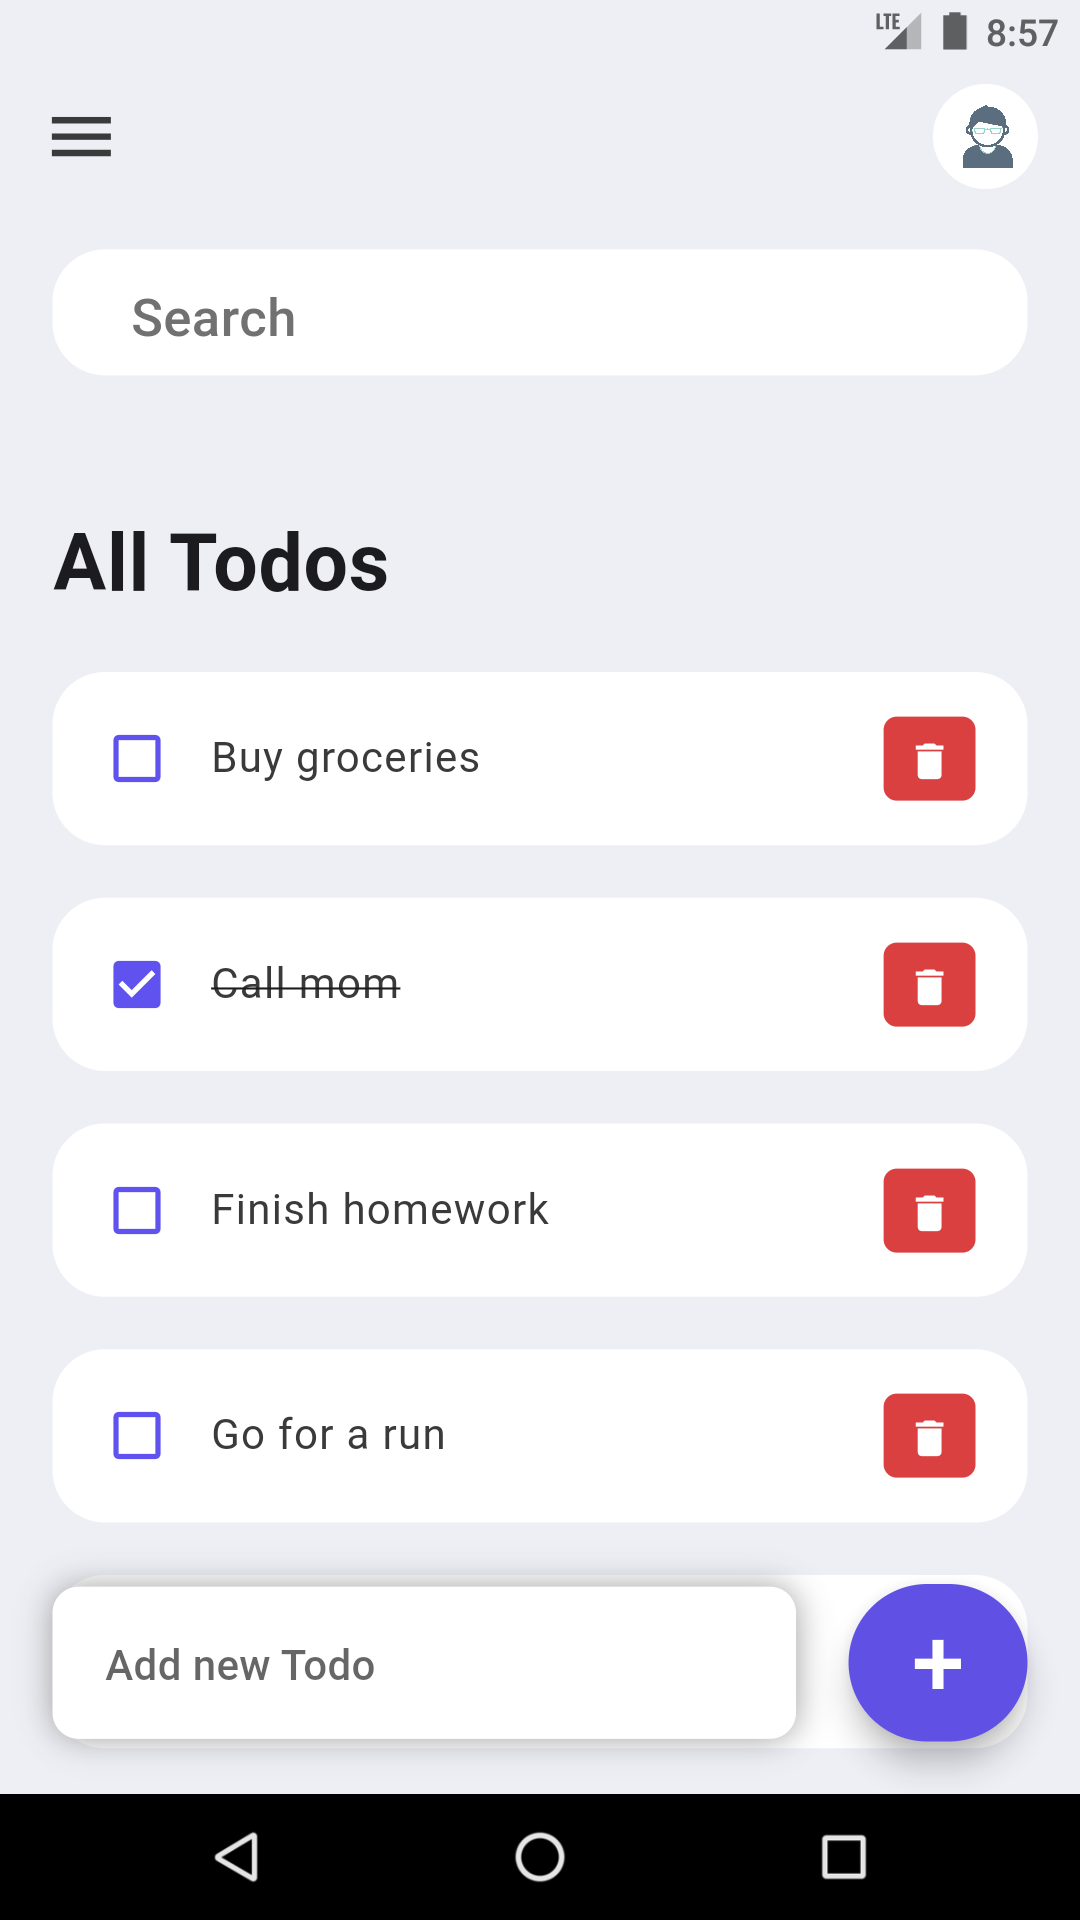 LTE 8:57
Search
All Todos
Buy groceries
Call mom
Finish homework
Go for a run
Add new Todo
+